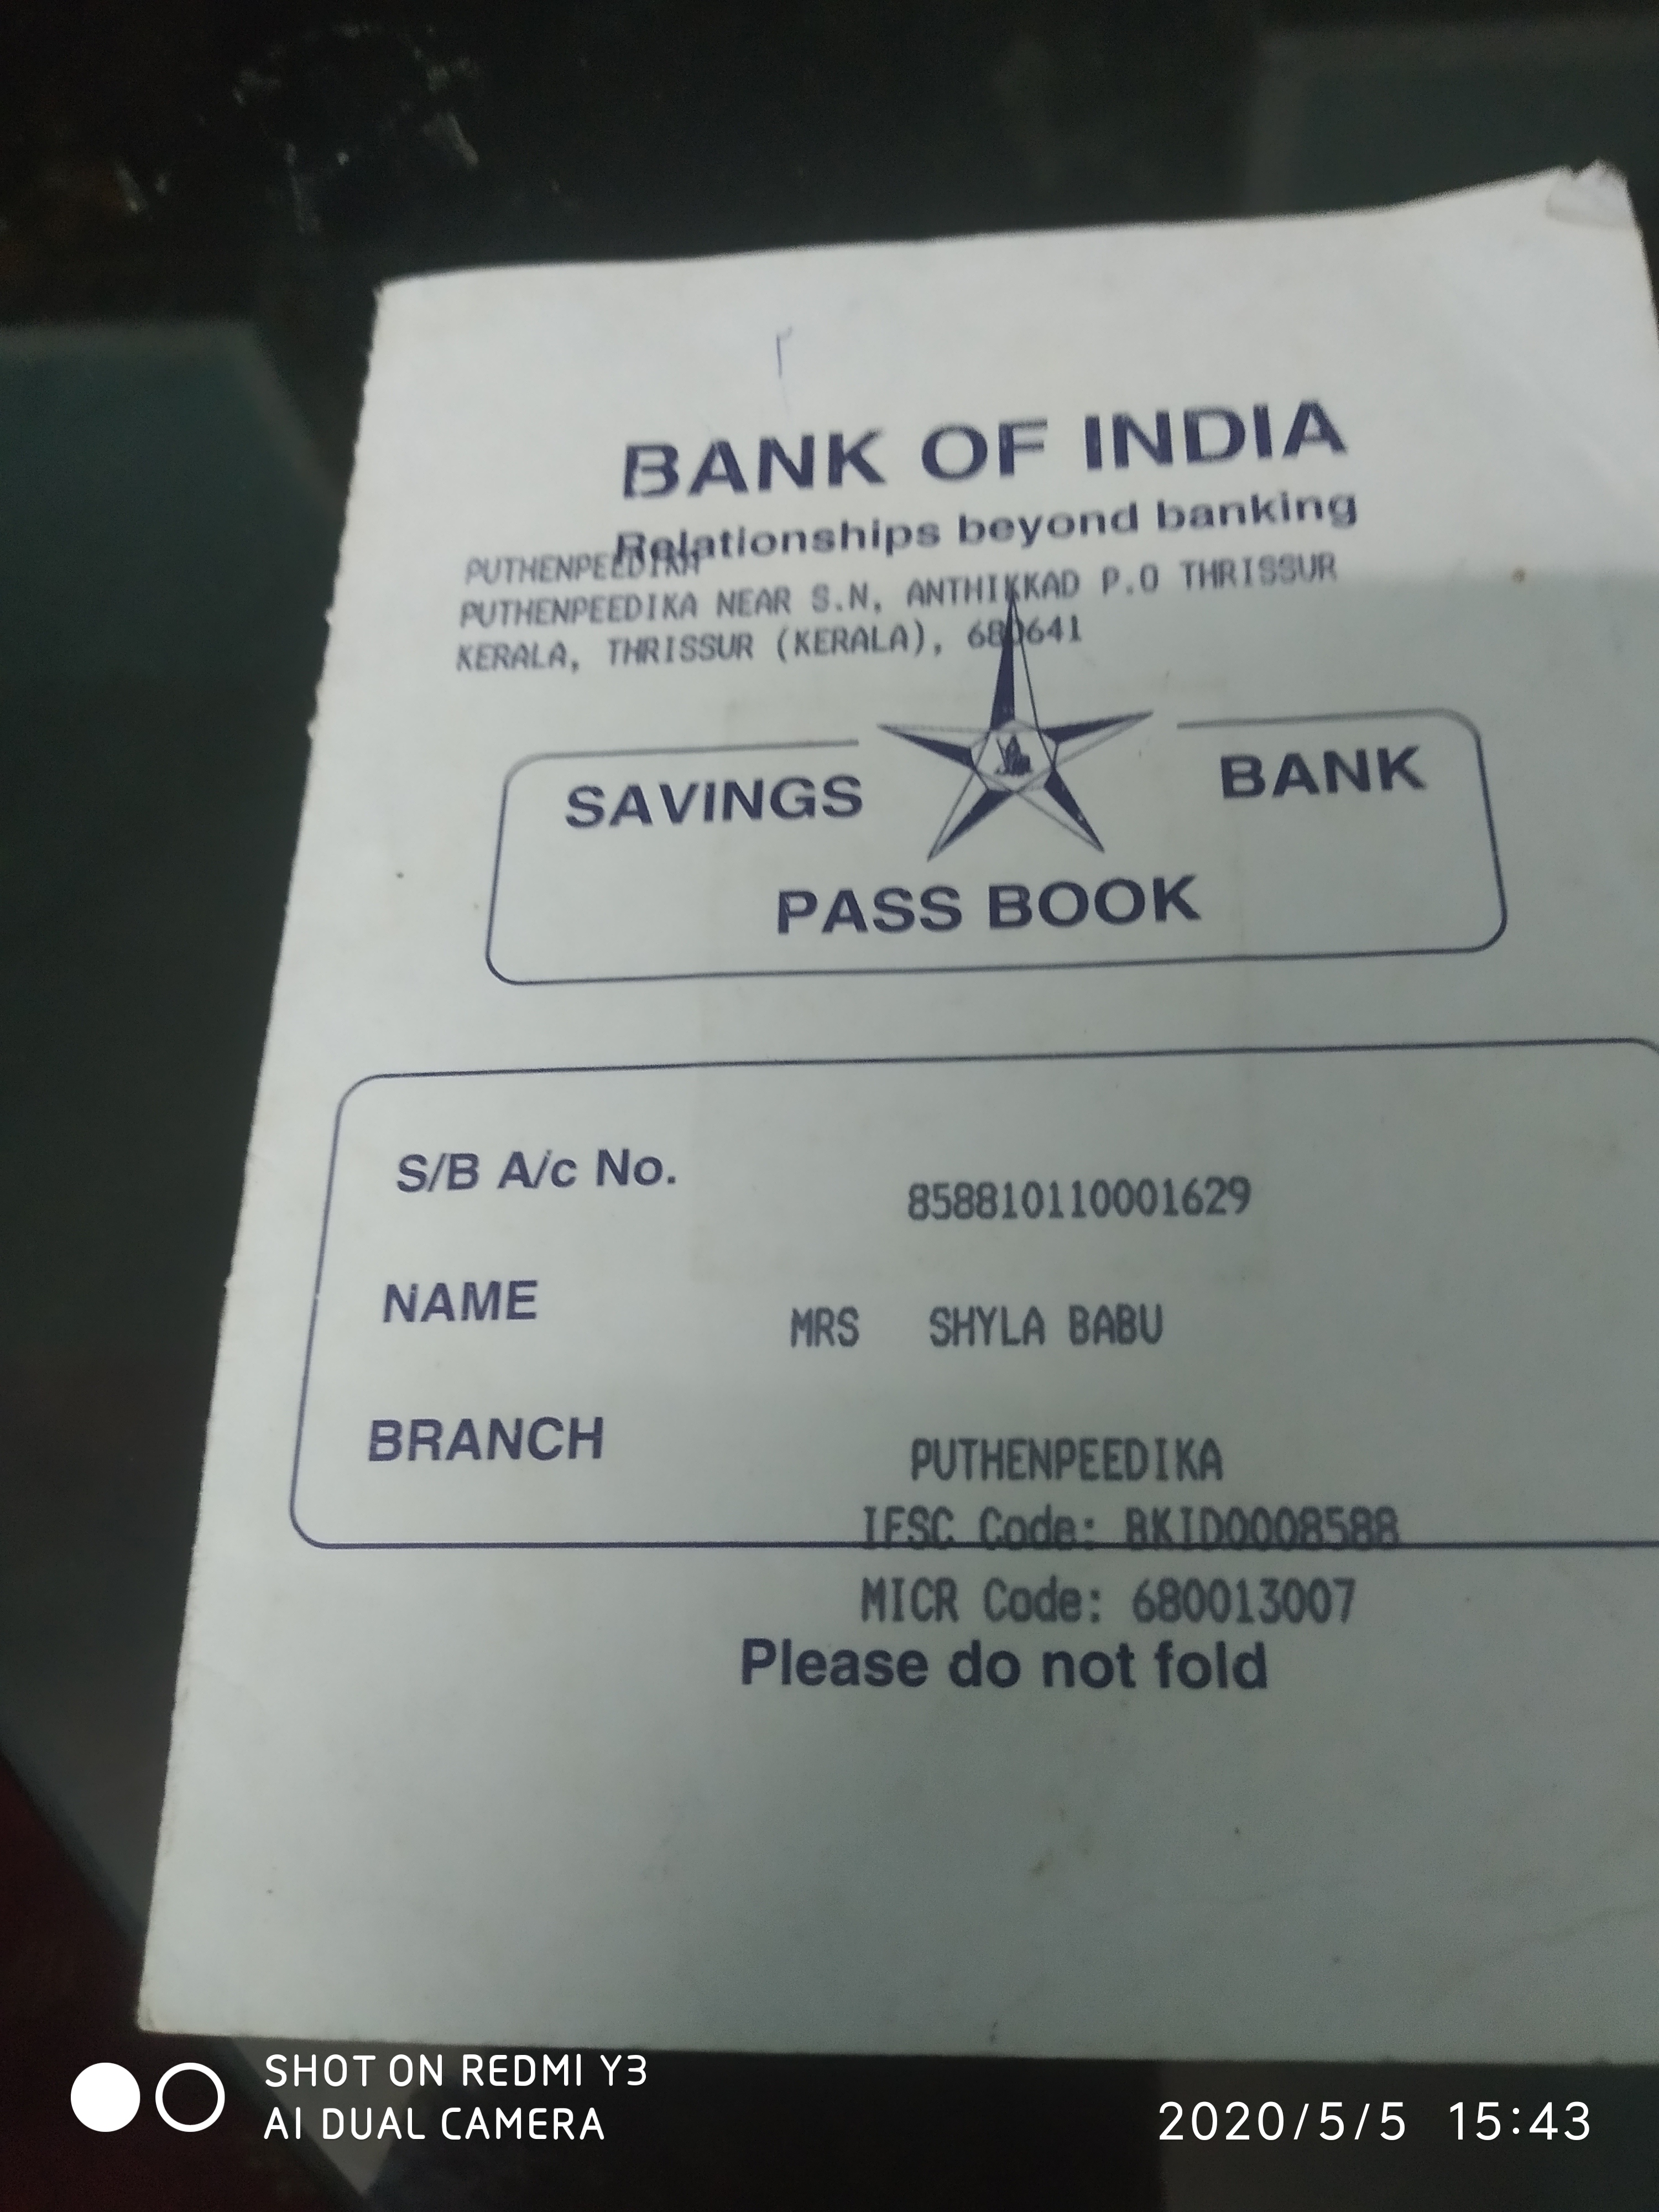 BANK OF INDIA
Relationships beyond banking
PUTHENPEEDIKA
PUTHENPEEDIKA NEAR S.N, ANTHIKKAD P.O THRISSUR
KERALA, THRISSUR (KERALA), 680641
SAVINGS BANK
PASS BOOK
S/B A/c No. 858810110001629
NAME MRS SHYLA BABU
BRANCH PUTHENPEEDIKA
IFSC Code: BKID0008588
MICR Code: 680013007
Please do not fold
SHOT ON REDMI Y3
AI DUAL CAMERA
2020/5/5 15:43